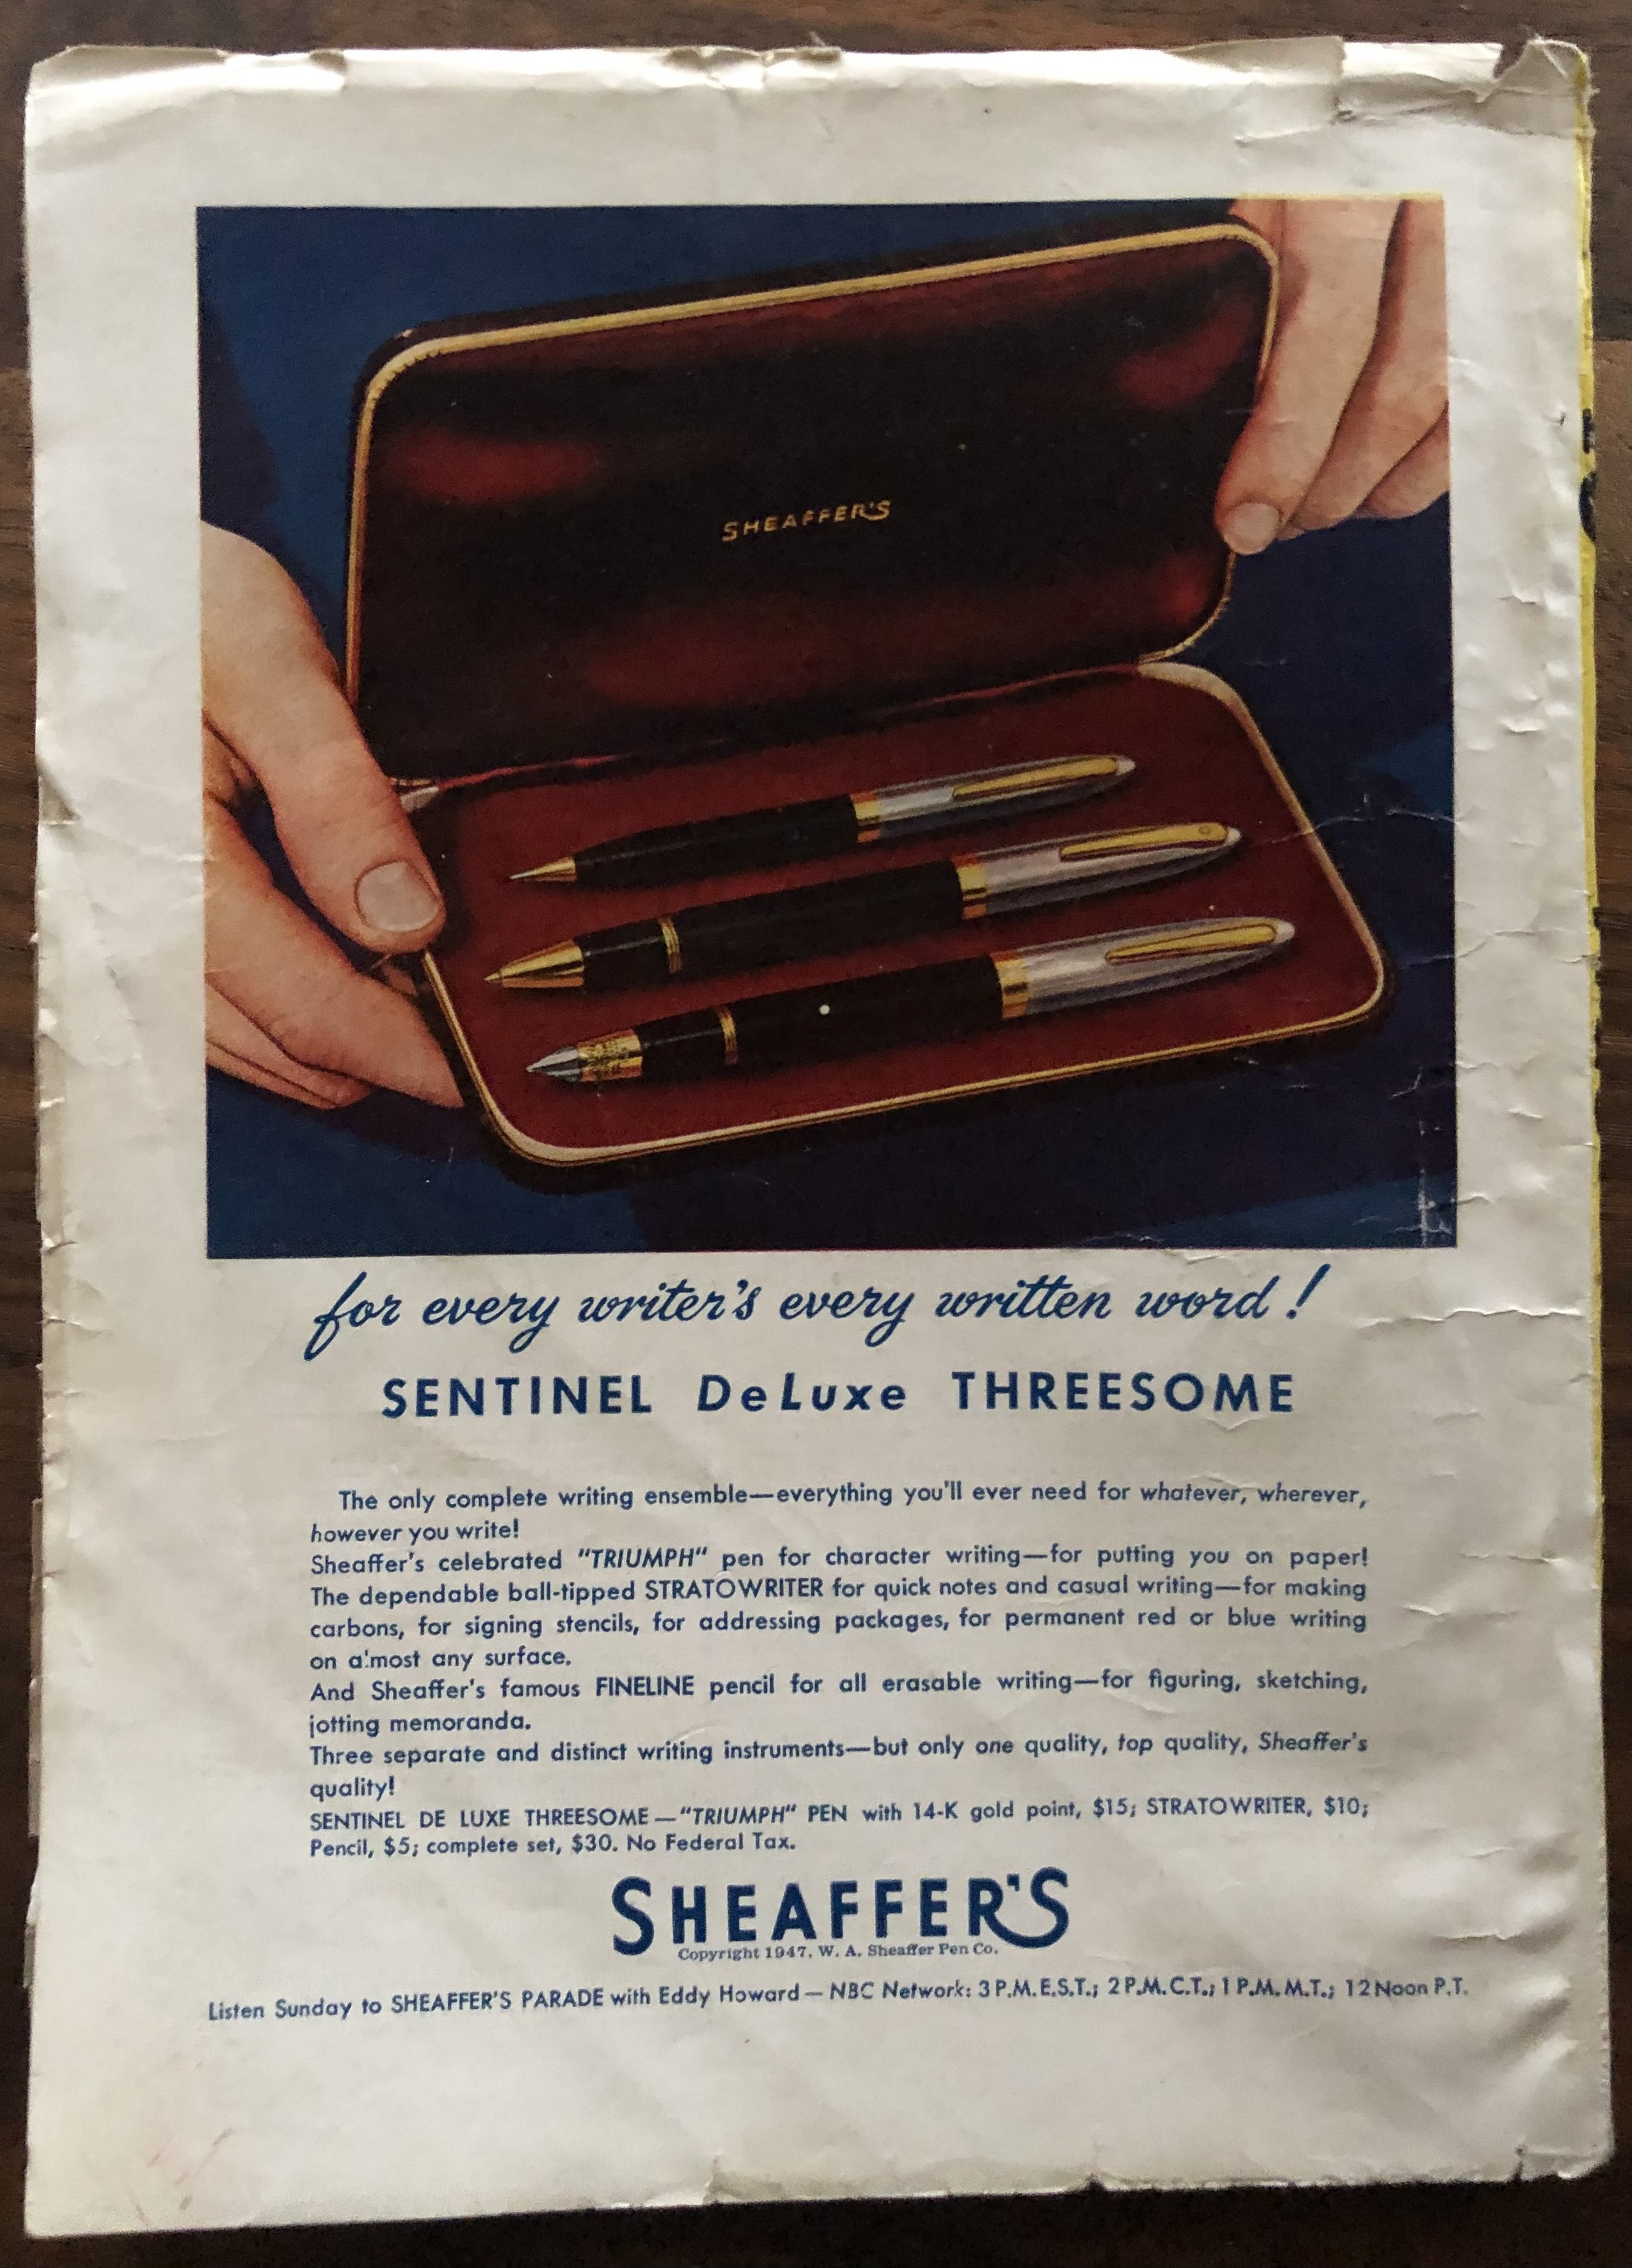 SHEAFFER'S
for every writer's every written word!
SENTINEL DeLuxe THREESOME
The only complete writing ensemble—everything you'll ever need for whatever, wherever,
however you write!
Sheaffer's celebrated "TRIUMPH" pen for character writing—for putting you on paper!
The dependable ball-tipped STRATOWRITER for quick notes and casual writing—for making
carbons, for signing stencils, for addressing packages, for permanent red or blue writing
on almost any surface.
And Sheaffer's famous FINELINE pencil for all erasable writing—for figuring, sketching,
jotting memoranda.
Three separate and distinct writing instruments—but only one quality, top quality, Sheaffer's
quality!
SENTINEL DE LUXE THREESOME—"TRIUMPH" PEN with 14-K gold point, $15; STRATOWRITER, $10;
Pencil, $5; complete set, $30. No Federal Tax.
SHEAFFER'S
Copyright 1947, W. A. Sheaffer Pen Co.
Listen Sunday to SHEAFFER'S PARADE with Eddy Howard—NBC Network: 3 P.M. E.S.T.; 2 P.M. C.T.; 1 P.M. M.T.; 12 Noon P.T.